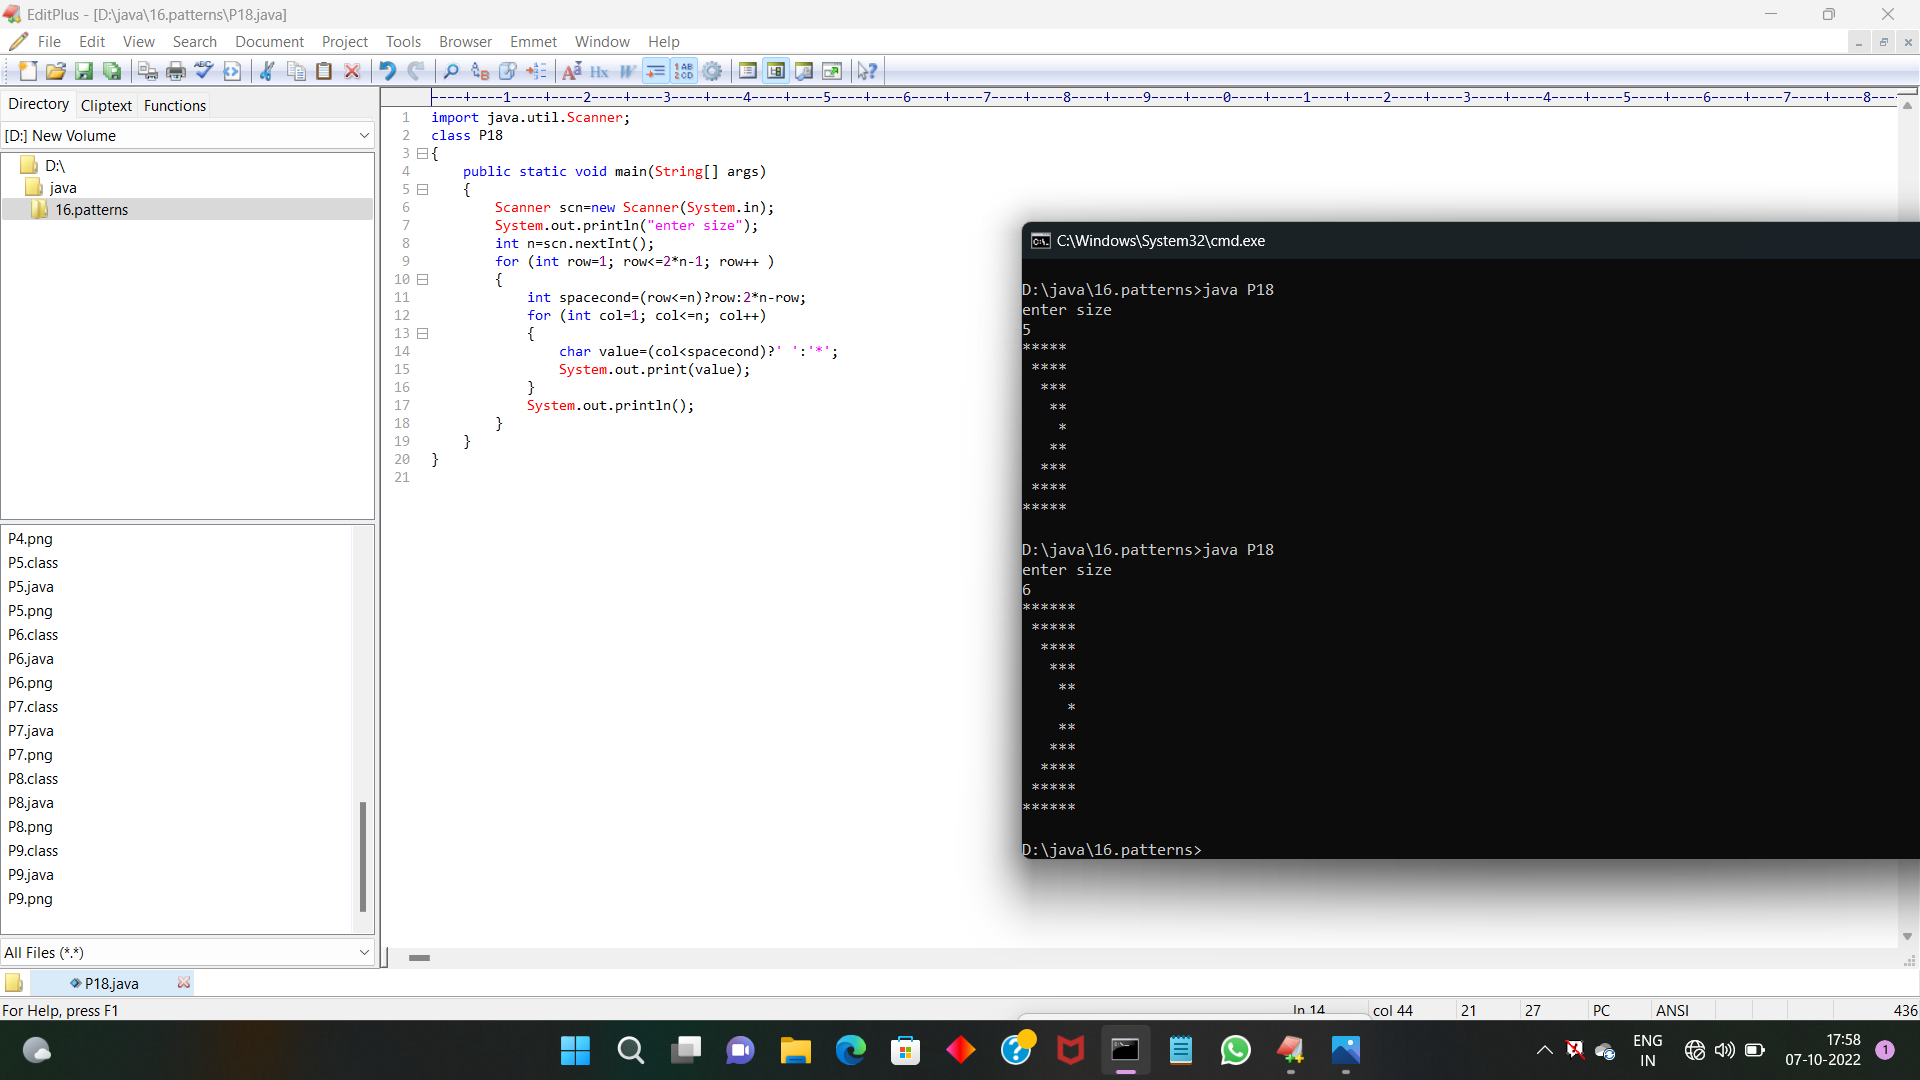 EditPlus - [D:\java\16.patterns\P18.java]
File Edit View Search Document Project Tools Browser Emmet Window Help
Directory Cliptext Functions
[D:] New Volume
D:\
java
16.patterns
P4.png
P5.class
P5.java
P5.png
P6.class
P6.java
P6.png
P7.class
P7.java
P7.png
P8.class
P8.java
P8.png
P9.class
P9.java
P9.png
All Files (*.*)
----+----1----+----2----+----3----+----4----+----5----+----6----+----7----+----8----+----9----+----0----+----1----+----2----+----3----+----4----+----5----+----6----+----7----+----8---
1 import java.util.Scanner;
2 class P18
3 {
4     public static void main(String[] args)
5     {
6         Scanner scn=new Scanner(System.in);
7         System.out.println("enter size");
8         int n=scn.nextInt();
9         for (int row=1; row<=2*n-1; row++ )
10         {
11             int spacecond=(row<=n)?row:2*n-row;
12             for (int col=1; col<=n; col++)
13             {
14                 char value=(col<spacecond)?' ':'*';
15                 System.out.print(value);
16             }
17             System.out.println();
18         }
19     }
20 }
21
C:\Windows\System32\cmd.exe
D:\java\16.patterns>java P18
enter size
5
*****
 ****
  ***
   **
    *
   **
  ***
 ****
*****
D:\java\16.patterns>java P18
enter size
6
******
 *****
  ****
   ***
    **
     *
    **
   ***
  ****
 *****
******
D:\java\16.patterns>
P18.java
For Help, press F1 ln 14 col 44 21 27 PC ANSI 436
ENG
IN
17:58
07-10-2022
1